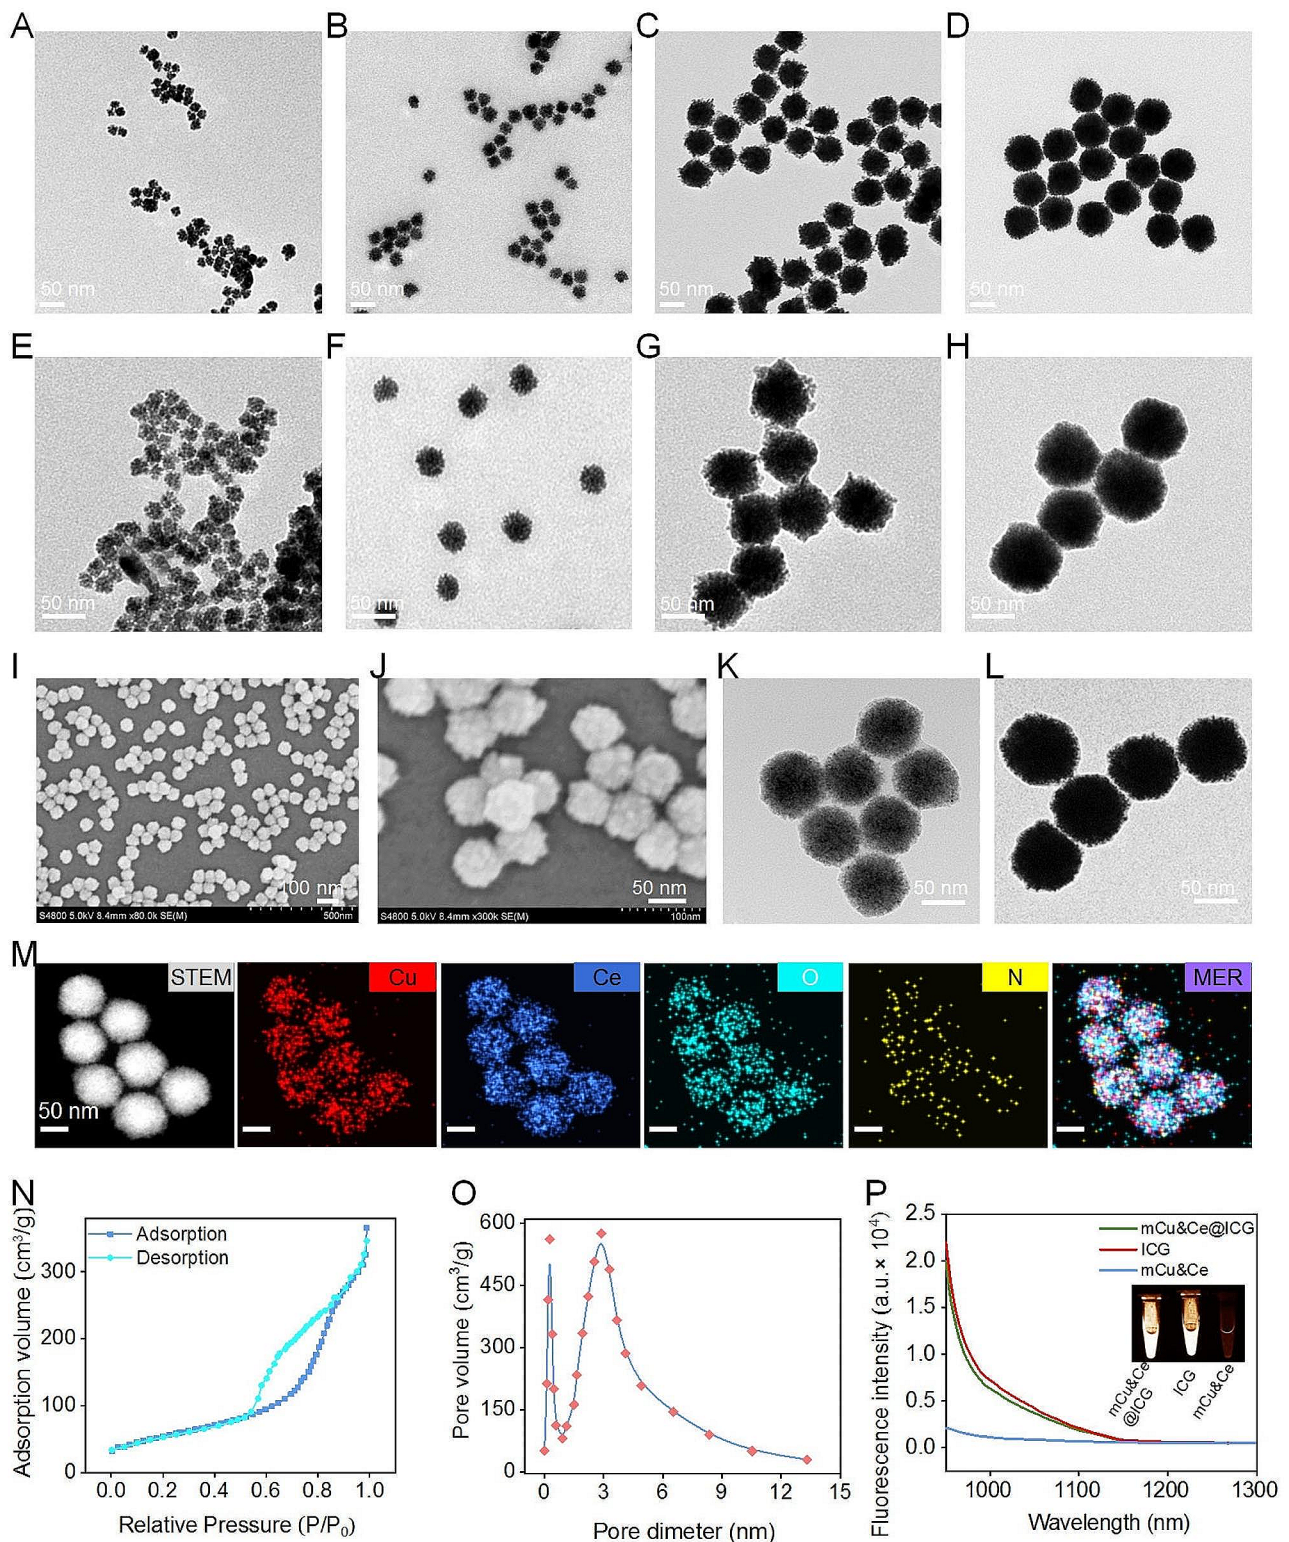 A
B
C
D
50 nm
50 nm
50 nm
50 nm
E
F
G
H
50 nm
50 nm
50 nm
50 nm
I
J
K
L
100 nm
50 nm
50 nm
50 nm
S4800 5.0kV 8.4mm x80.0k SE(M)
500nm
S4800 5.0kV 8.4mm x300k SE(M)
100nm
M
STEM
Cu
Ce
O
N
MER
50 nm
N
Adsorption volume (cm³/g)
Adsorption
Desorption
300
200
100
0
0.0 0.2 0.4 0.6 0.8 1.0
Relative Pressure (P/P₀)
O
Pore volume (cm³/g)
600
450
300
150
0
0 3 6 9 12 15
Pore dimeter (nm)
P
Fluorescence intensity (a.u.× 10⁴)
2.5
2.0
1.5
1.0
0.5
0.0
mCu&Ce@ICG
ICG
mCu&Ce
mCu&Ce
@ICG
ICG
mCu&Ce
1000 1100 1200 1300
Wavelength (nm)